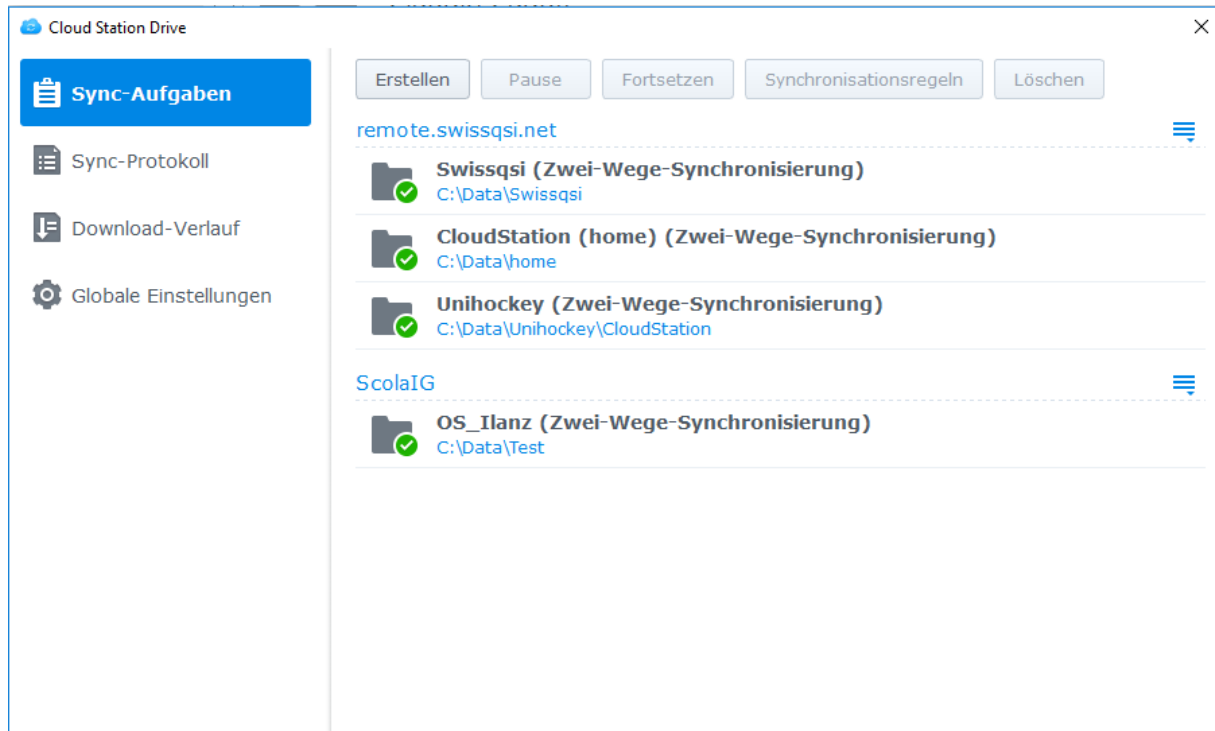 Cloud Station Drive
Sync-Aufgaben
Sync-Protokoll
Download-Verlauf
Globale Einstellungen
Erstellen Pause Fortsetzen Synchronisationsregeln Löschen
remote.swissqsi.net
Swissqsi (Zwei-Wege-Synchronisierung)
C:\Data\Swissqsi
CloudStation (home) (Zwei-Wege-Synchronisierung)
C:\Data\home
Unihockey (Zwei-Wege-Synchronisierung)
C:\Data\Unihockey\CloudStation
ScolaIG
OS_Ilanz (Zwei-Wege-Synchronisierung)
C:\Data\Test